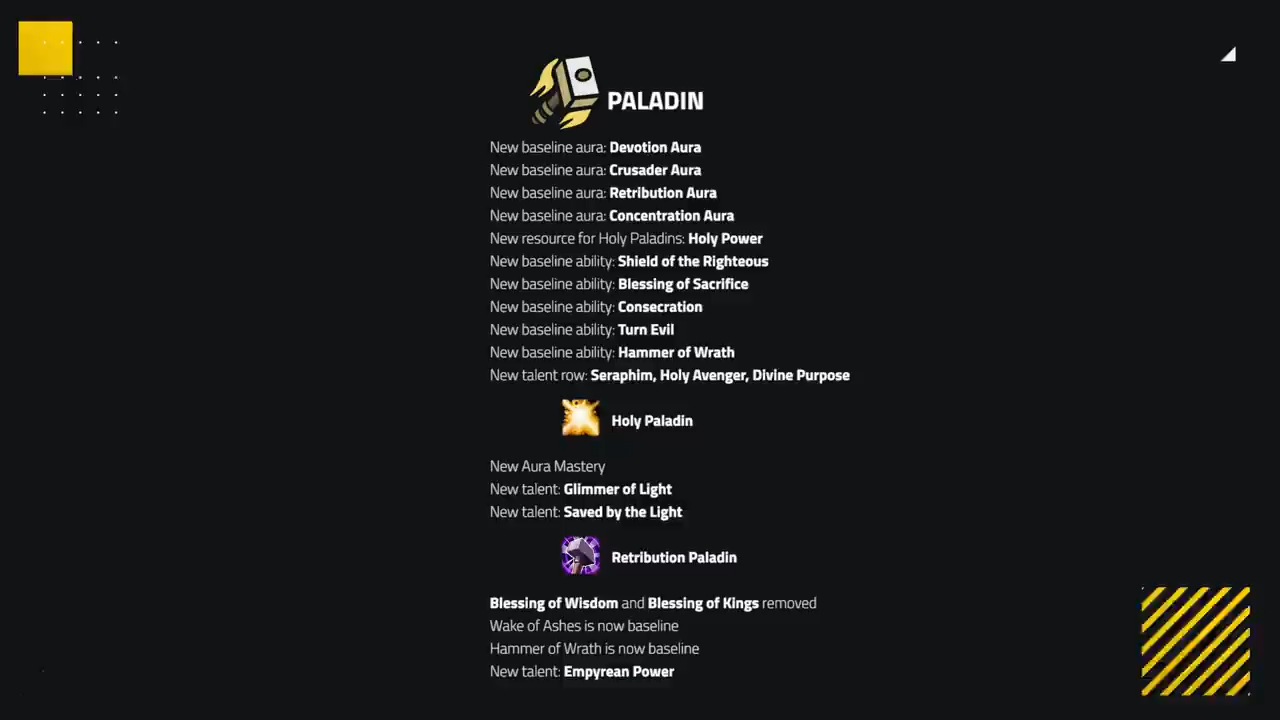 PALADIN
New baseline aura: Devotion Aura
New baseline aura: Crusader Aura
New baseline aura: Retribution Aura
New baseline aura: Concentration Aura
New resource for Holy Paladins: Holy Power
New baseline ability: Shield of the Righteous
New baseline ability: Blessing of Sacrifice
New baseline ability: Consecration
New baseline ability: Turn Evil
New baseline ability: Hammer of Wrath
New talent row: Seraphim, Holy Avenger, Divine Purpose
Holy Paladin
New Aura Mastery
New talent: Glimmer of Light
New talent: Saved by the Light
Retribution Paladin
Blessing of Wisdom and Blessing of Kings removed
Wake of Ashes is now baseline
Hammer of Wrath is now baseline
New talent: Empyrean Power